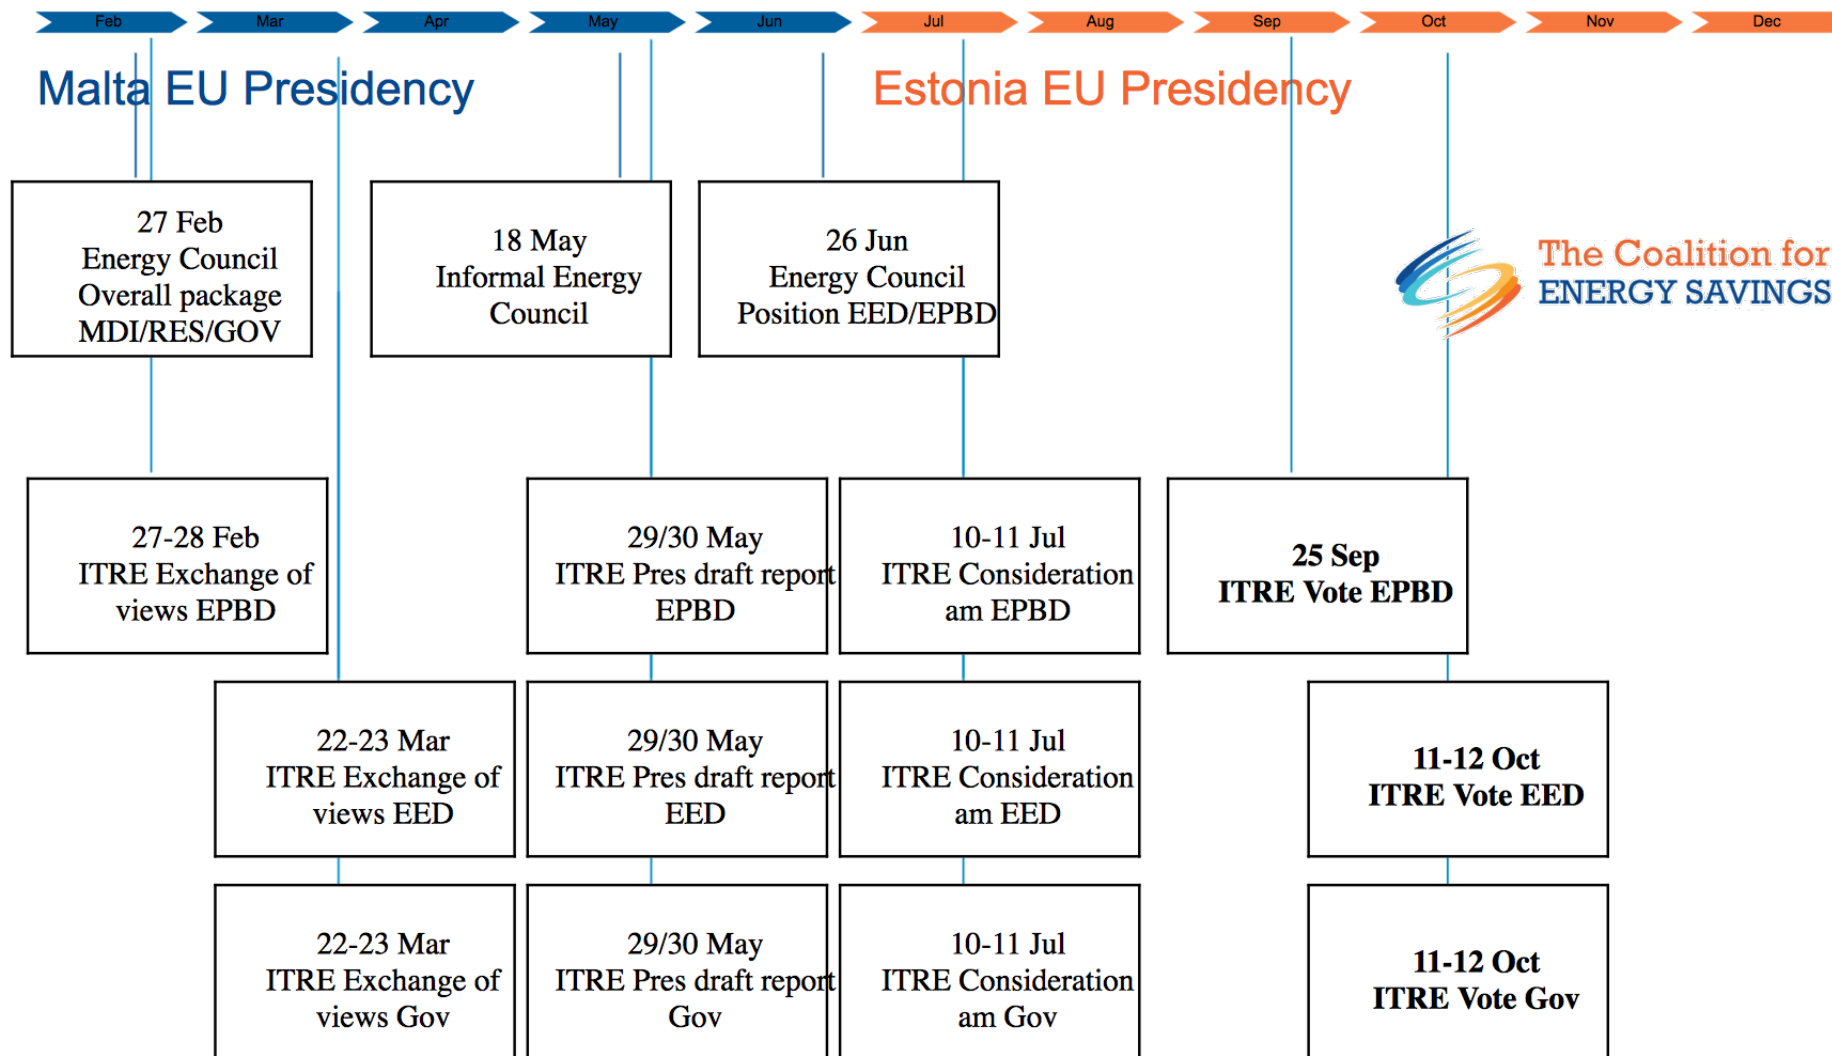 Feb
Mar
Apr
May
Jun
Jul
Aug
Sep
Oct
Nov
Dec
Malta EU Presidency
Estonia EU Presidency
27 Feb
Energy Council
Overall package
MDI/RES/GOV
18 May
Informal Energy
Council
26 Jun
Energy Council
Position EED/EPBD
The Coalition for
ENERGY SAVINGS
27-28 Feb
ITRE Exchange of
views EPBD
29/30 May
ITRE Pres draft report
EPBD
10-11 Jul
ITRE Consideration
am EPBD
25 Sep
ITRE Vote EPBD
22-23 Mar
ITRE Exchange of
views EED
29/30 May
ITRE Pres draft report
EED
10-11 Jul
ITRE Consideration
am EED
11-12 Oct
ITRE Vote EED
22-23 Mar
ITRE Exchange of
views Gov
29/30 May
ITRE Pres draft report
Gov
10-11 Jul
ITRE Consideration
am Gov
11-12 Oct
ITRE Vote Gov